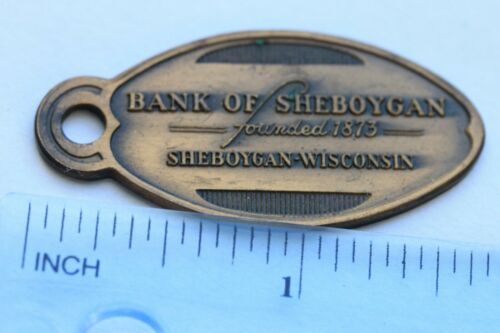 BANK OF SHEBOYGAN
founded 1873
SHEBOYGAN-WISCONSIN
INCH
1